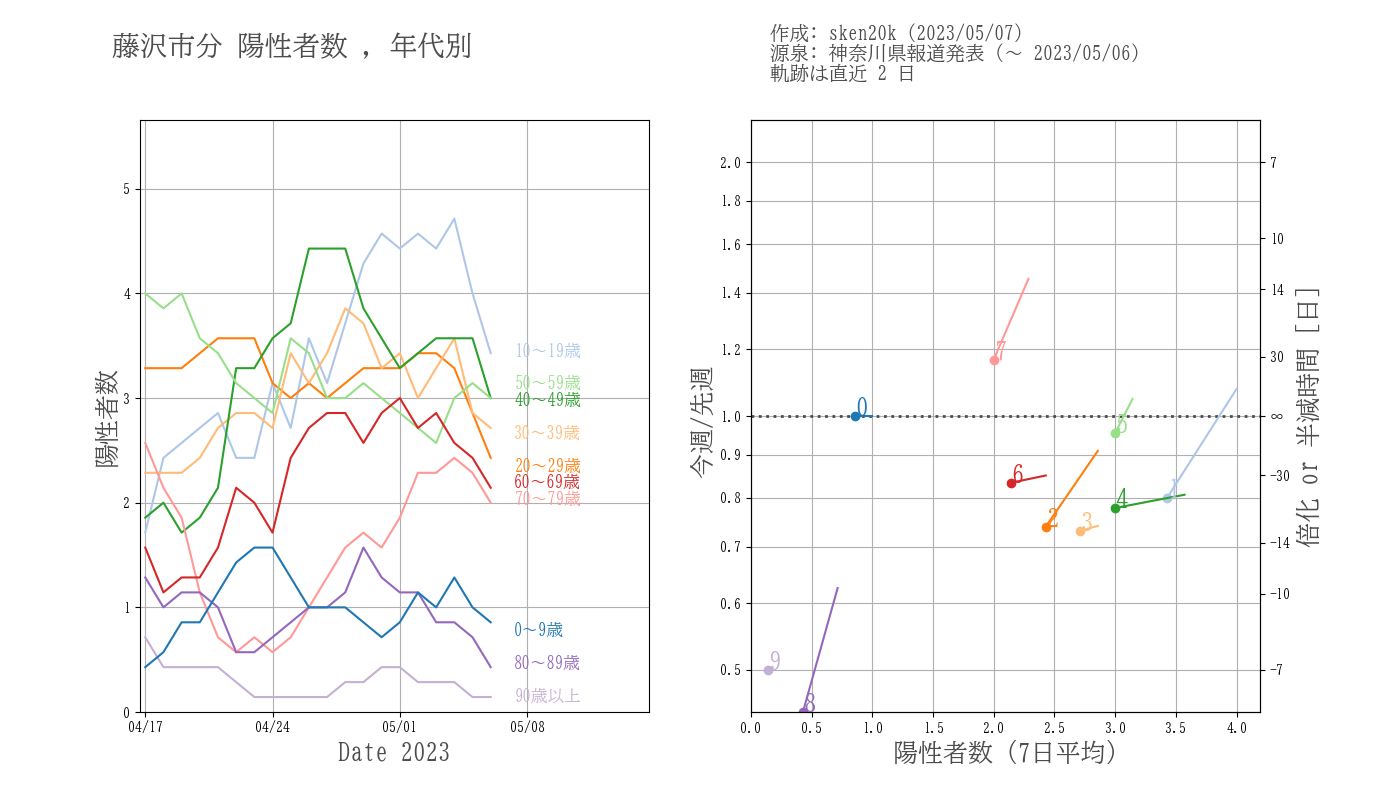 藤沢市分 陽性者数 , 年代別
作成: sken20k (2023/05/07)
源泉: 神奈川県報道発表 (～ 2023/05/06)
軌跡は直近 2 日
陽性者数
5
4
3
2
1
0
04/17
04/24
05/01
05/08
Date 2023
10～19歳
50～59歳
40～49歳
30～39歳
20～29歳
60～69歳
70～79歳
0～9歳
80～89歳
90歳以上
今週/先週
2.0
1.8
1.6
1.4
1.2
1.0
0.9
0.8
0.7
0.6
0.5
7
0
5
6
1
4
2
3
9
8
0.0
0.5
1.0
1.5
2.0
2.5
3.0
3.5
4.0
陽性者数 (7日平均)
7
10
14
30
∞
−30
−14
−10
−7
倍化 or 半減時間 [日]